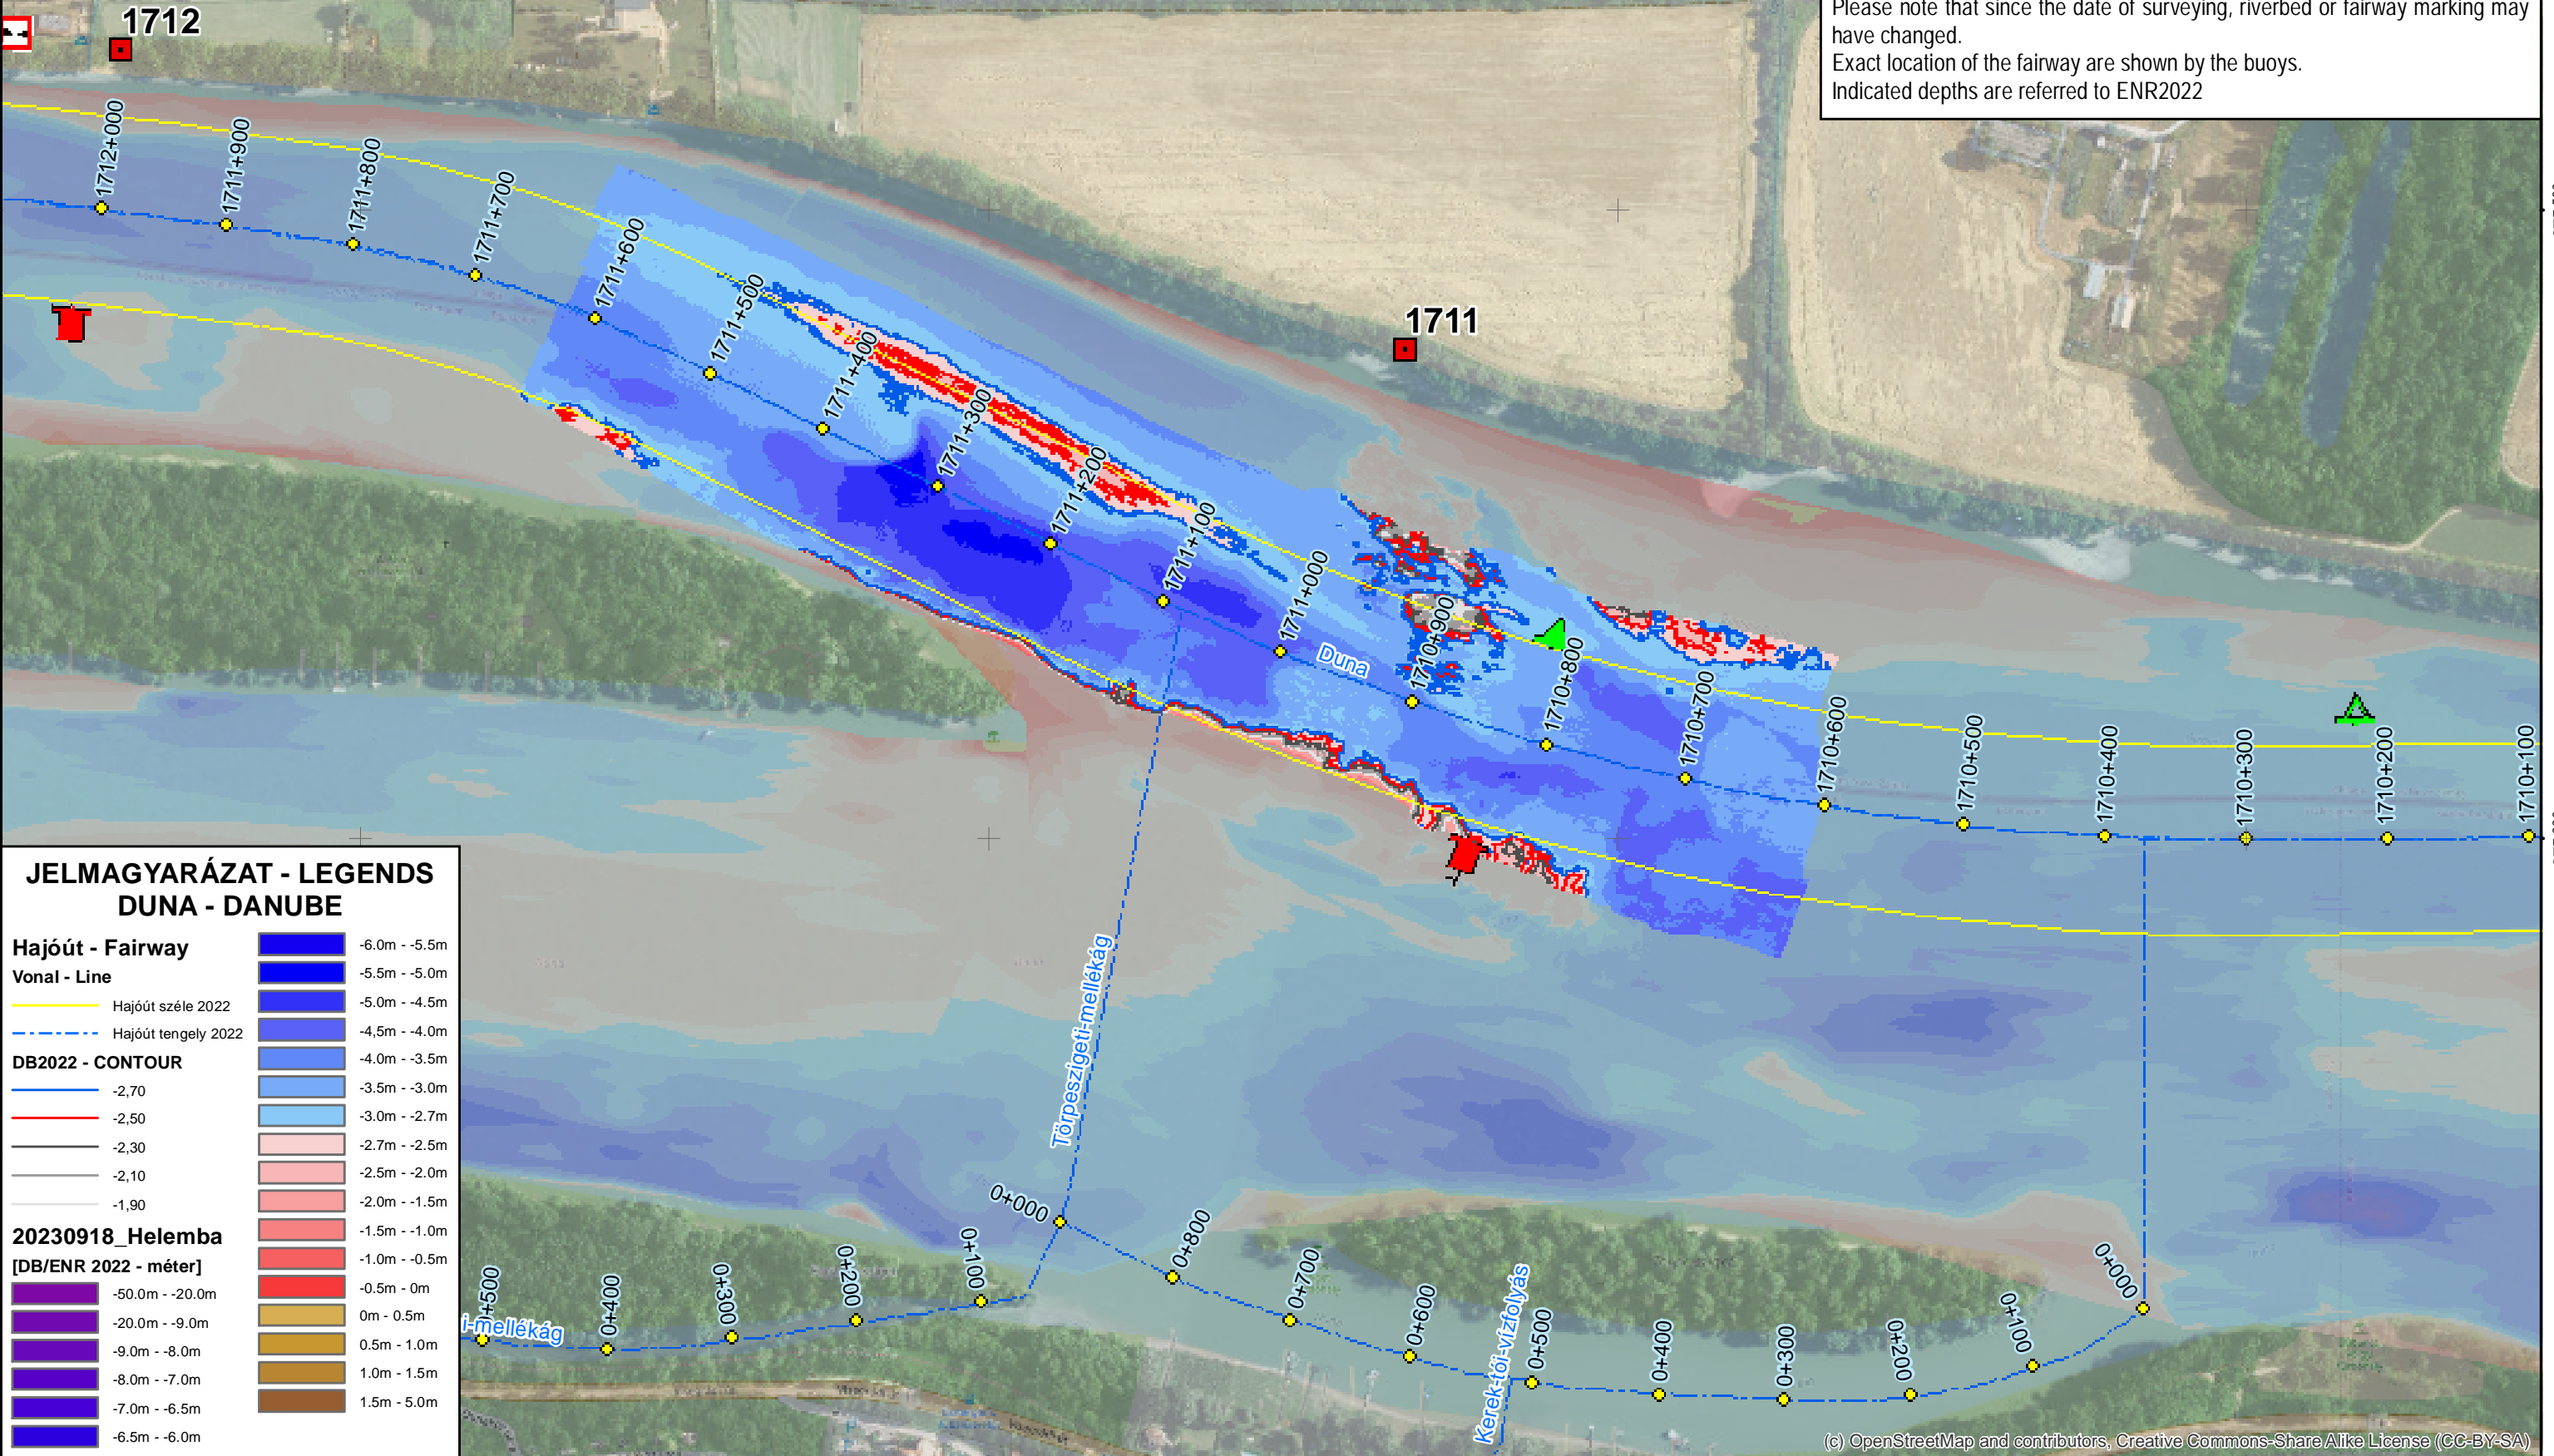 Please note that since the date of surveying, riverbed or fairway marking may
have changed.
Exact location of the fairway are shown by the buoys.
Indicated depths are referred to ENR2022
1712
1711
1712+000
1711+900
1711+800
1711+700
1711+600
1711+500
1711+400
1711+300
1711+200
1711+100
1711+000
Duna
1710+900
1710+800
1710+700
1710+600
1710+500
1710+400
1710+300
1710+200
1710+100
Törpeszigeti-mellékág
0+000
0+100
0+200
0+300
0+400
0+500
i-mellékág
0+800
0+700
0+600
0+500
0+400
0+300
0+200
0+100
0+000
Kerek-tói-vízfolyás
JELMAGYARÁZAT - LEGENDS
DUNA - DANUBE
Hajóút - Fairway
Vonal - Line
Hajóút széle 2022
Hajóút tengely 2022
DB2022 - CONTOUR
-2,70
-2,50
-2,30
-2,10
-1,90
20230918_Helemba
[DB/ENR 2022 - méter]
-50.0m - -20.0m
-20.0m - -9.0m
-9.0m - -8.0m
-8.0m - -7.0m
-7.0m - -6.5m
-6.5m - -6.0m
-6.0m - -5.5m
-5.5m - -5.0m
-5.0m - -4.5m
-4,5m - -4.0m
-4.0m - -3.5m
-3.5m - -3.0m
-3.0m - -2.7m
-2.7m - -2.5m
-2.5m - -2.0m
-2.0m - -1.5m
-1.5m - -1.0m
-1.0m - -0.5m
-0.5m - 0m
0m - 0.5m
0.5m - 1.0m
1.0m - 1.5m
1.5m - 5.0m
(c) OpenStreetMap and contributors, Creative Commons-Share Alike License (CC-BY-SA)